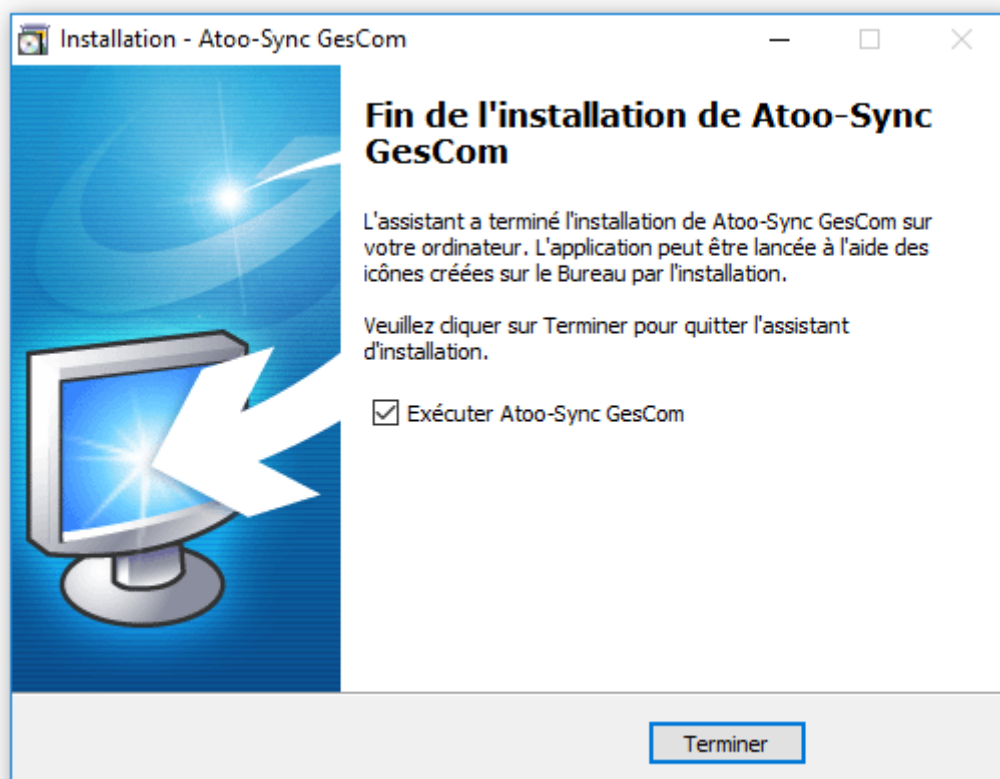 Installation - Atoo-Sync GesCom
Fin de l'installation de Atoo-Sync
GesCom
L'assistant a terminé l'installation de Atoo-Sync GesCom sur
votre ordinateur. L'application peut être lancée à l'aide des
icônes créées sur le Bureau par l'installation.
Veuillez cliquer sur Terminer pour quitter l'assistant
d'installation.
Exécuter Atoo-Sync GesCom
Terminer